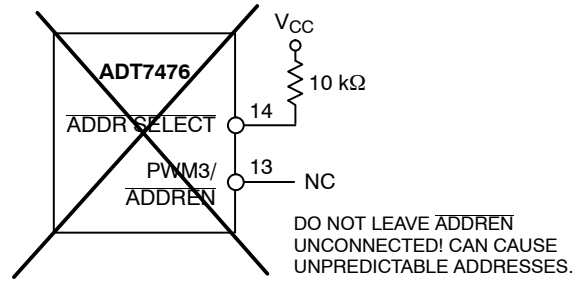 VCC
ADT7476
10 kΩ
ADDR SELECT
14
PWM3/
ADDREN
13
NC
DO NOT LEAVE ADDREN
UNCONNECTED! CAN CAUSE
UNPREDICTABLE ADDRESSES.